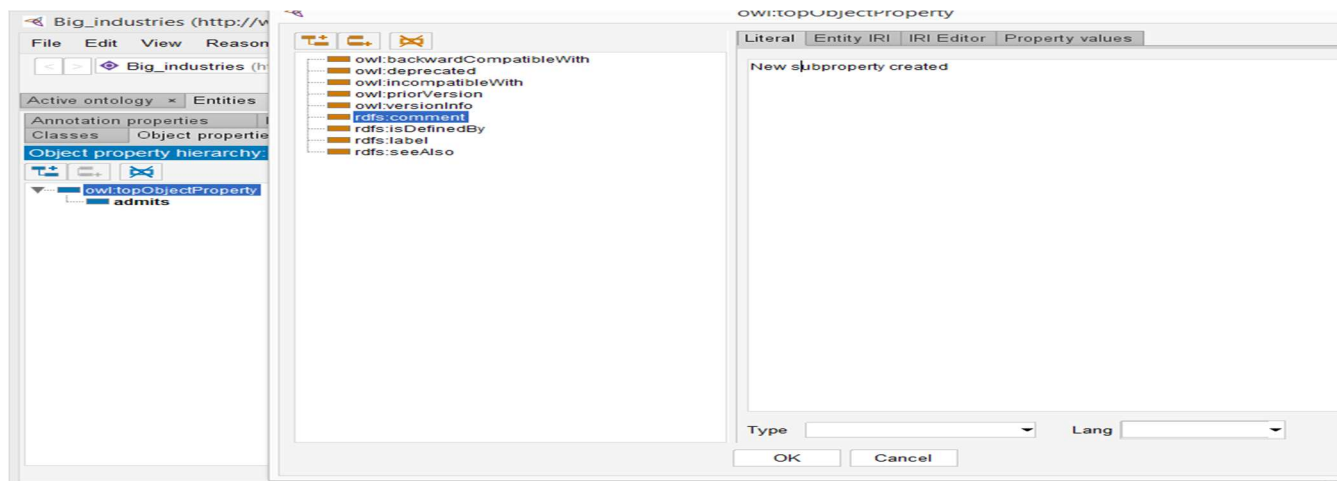 Big_industries (http://w
File Edit View Reason
< > Big_industries (h
Active ontology × Entities
Annotation properties
Classes Object propertie
Object property hierarchy:
owl:topObjectProperty
admits
owl:topObjectProperty
owl:backwardCompatibleWith
owl:deprecated
owl:incompatibleWith
owl:priorVersion
owl:versionInfo
rdfs:comment
rdfs:isDefinedBy
rdfs:label
rdfs:seeAlso
Literal Entity IRI IRI Editor Property values
New subproperty created
Type Lang
OK Cancel